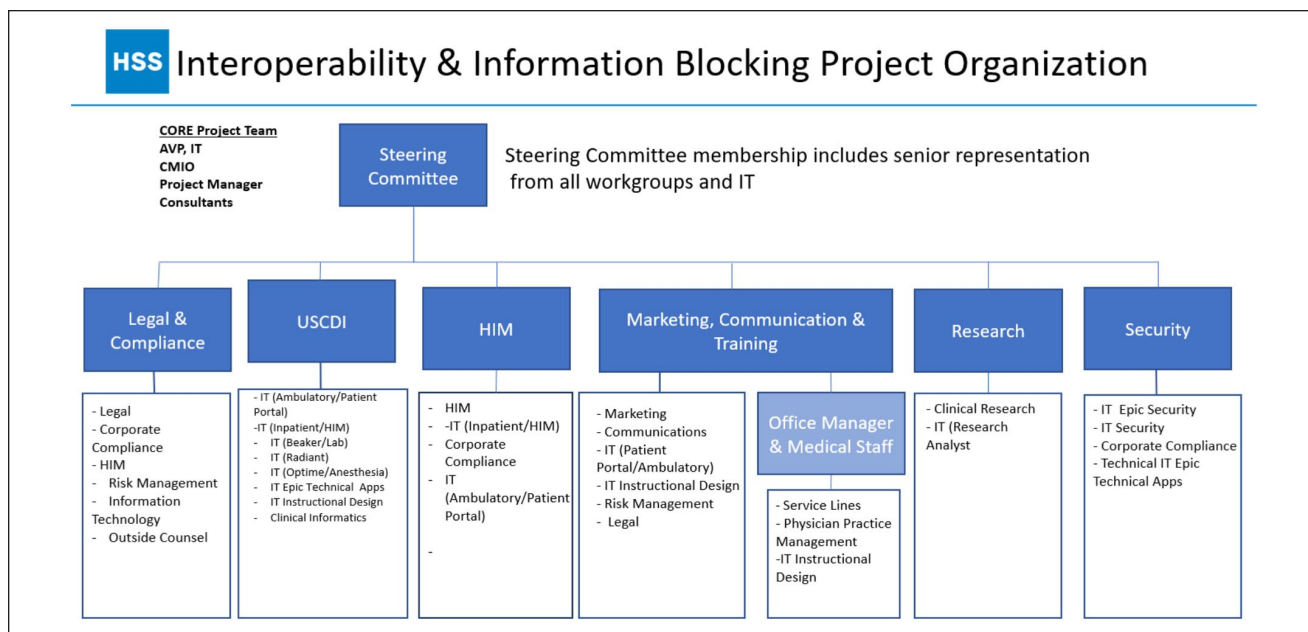 HSS Interoperability & Information Blocking Project Organization
CORE Project Team
AVP, IT
CMIO
Project Manager
Consultants
Steering
Committee
Steering Committee membership includes senior representation
from all workgroups and IT
Legal &
Compliance
USCDI
HIM
Marketing, Communication &
Training
Research
Security
- Legal
- Corporate
Compliance
- HIM
- Risk Management
- Information
Technology
- Outside Counsel
- IT (Ambulatory/Patient
Portal)
-IT (Inpatient/HIM)
- IT (Beaker/Lab)
- IT (Radiant)
- IT (Optime/Anesthesia)
- IT Epic Technical Apps
- IT Instructional Design
- Clinical Informatics
- HIM
- -IT (Inpatient/HIM)
- Corporate
Compliance
- IT
(Ambulatory/Patient
Portal)
-
- Marketing
- Communications
- IT (Patient
Portal/Ambulatory)
- IT Instructional Design
- Risk Management
- Legal
Office Manager
& Medical Staff
- Service Lines
- Physician Practice
Management
-IT Instructional
Design
- Clinical Research
- IT (Research
Analyst
- IT Epic Security
- IT Security
- Corporate Compliance
- Technical IT Epic
Technical Apps